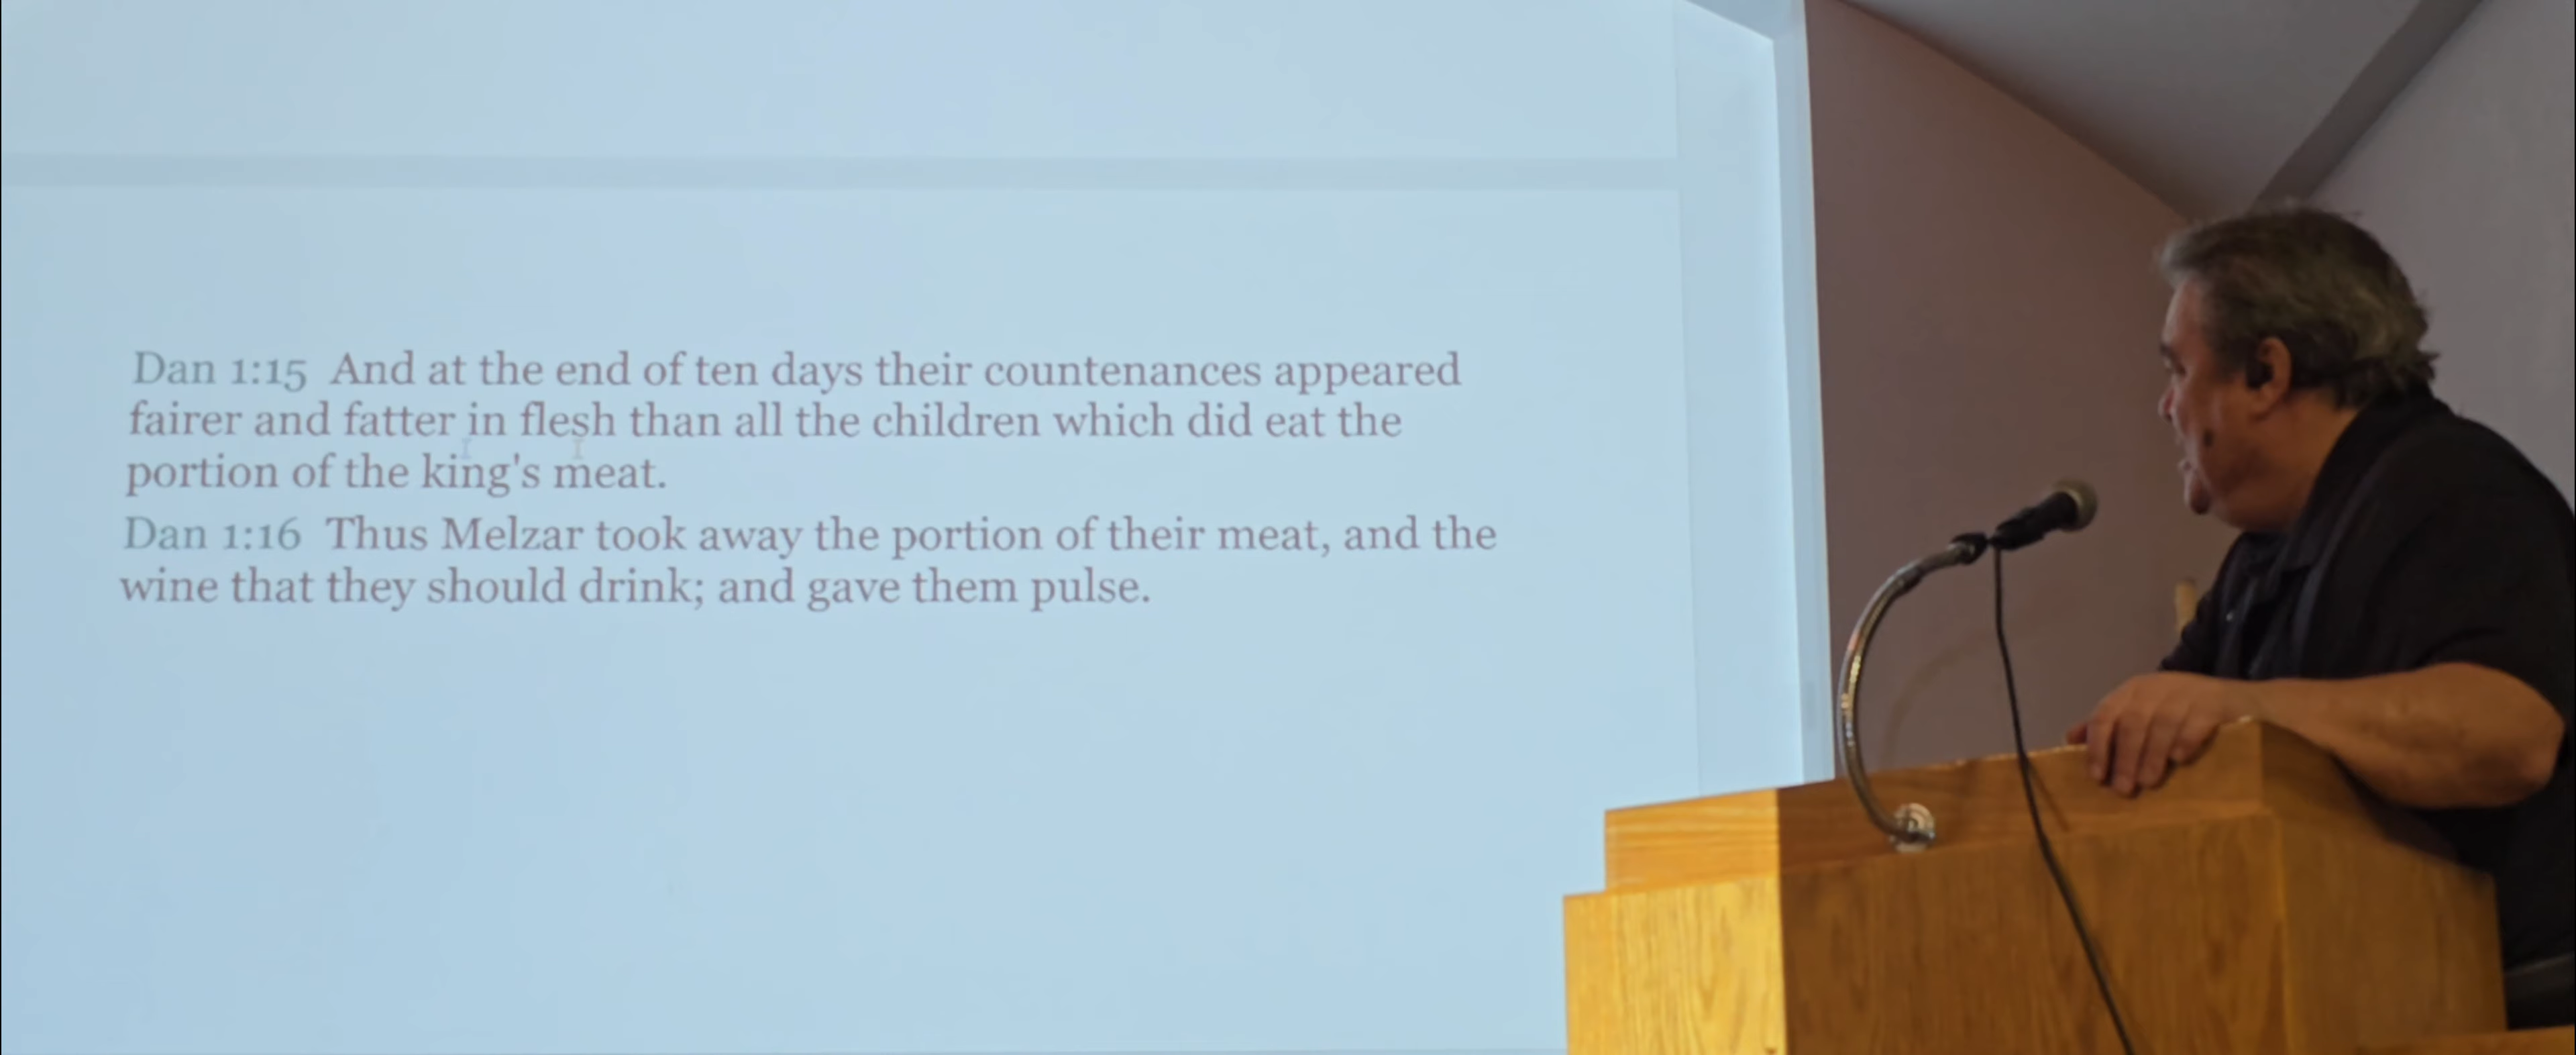 Dan 1:15 And at the end of ten days their countenances appeared
fairer and fatter in flesh than all the children which did eat the
portion of the king's meat.
Dan 1:16 Thus Melzar took away the portion of their meat, and the
wine that they should drink; and gave them pulse.